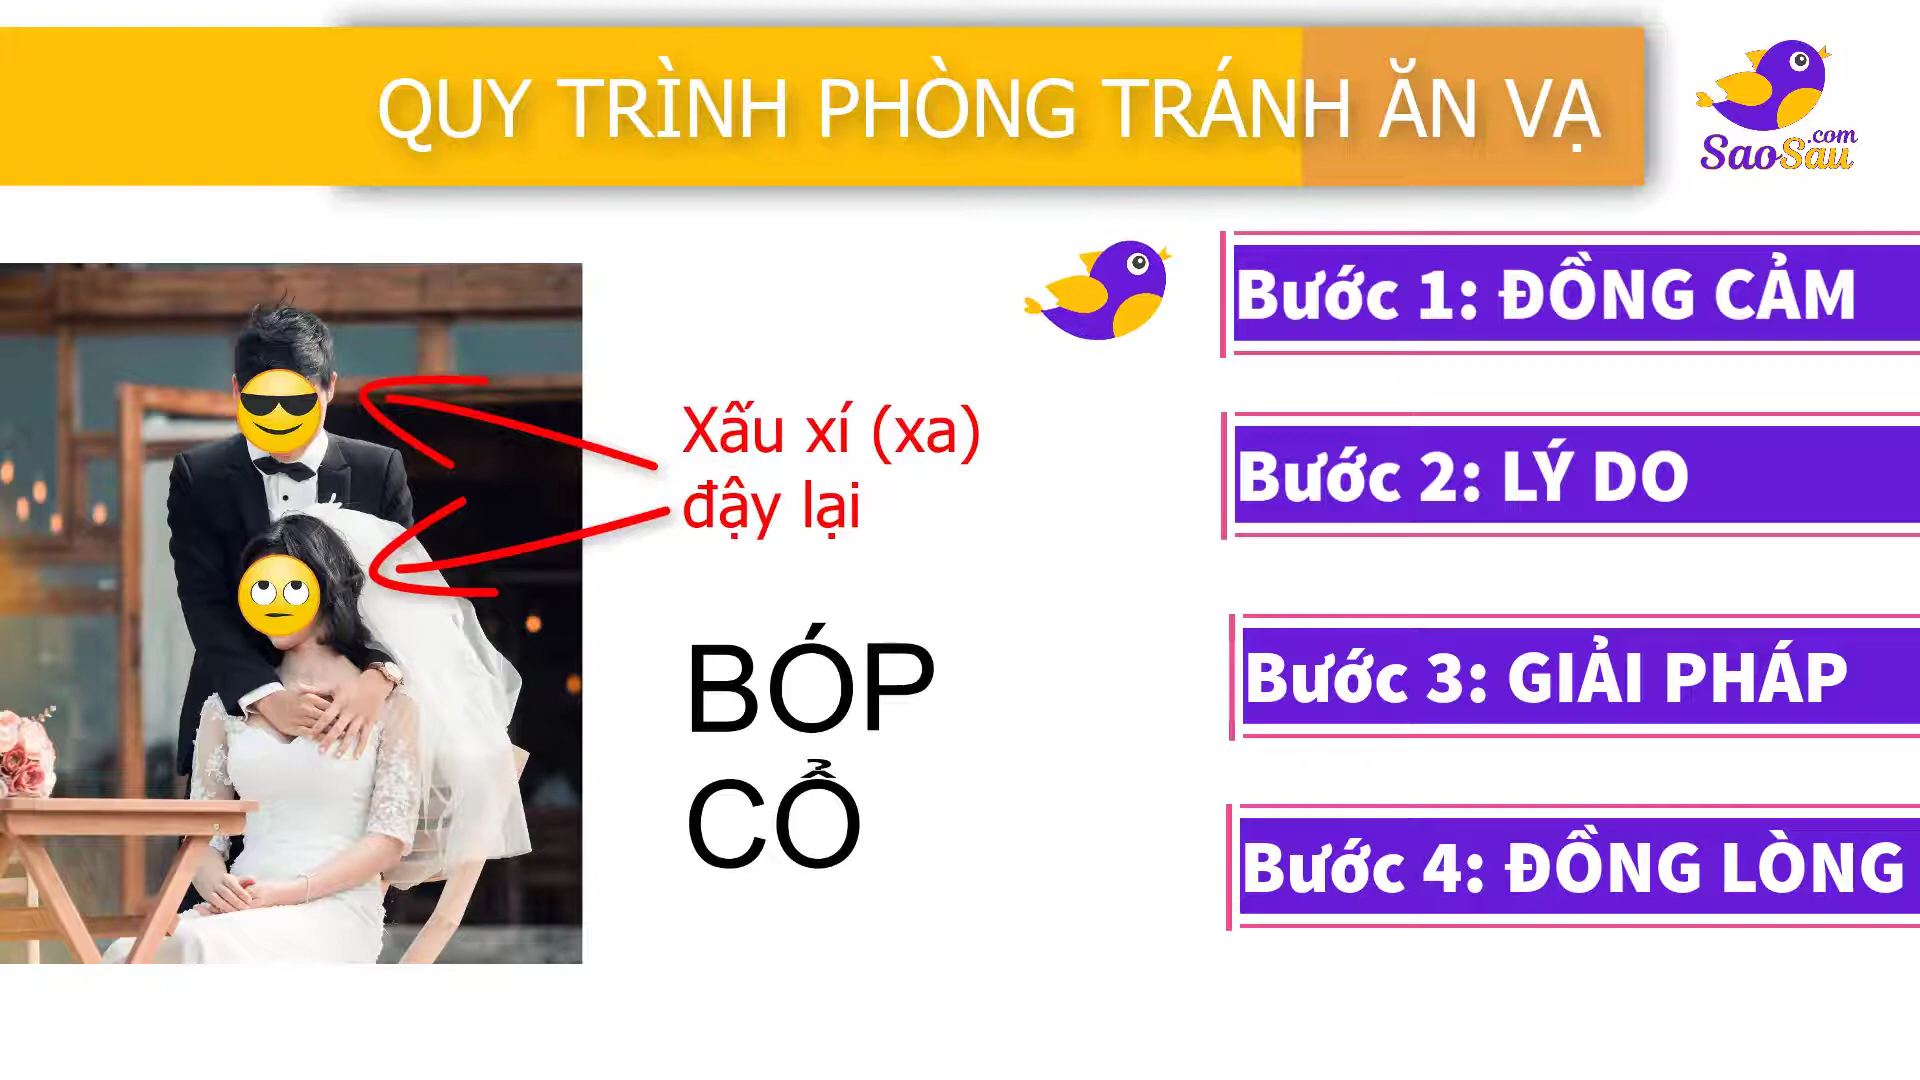 QUY TRÌNH PHÒNG TRÁNH ĂN VẠ
.com
SaoSau
Bước 1: ĐỒNG CẢM
Xấu xí (xa)
đậy lại
Bước 2: LÝ DO
BÓP
CỔ
Bước 3: GIẢI PHÁP
Bước 4: ĐỒNG LÒNG